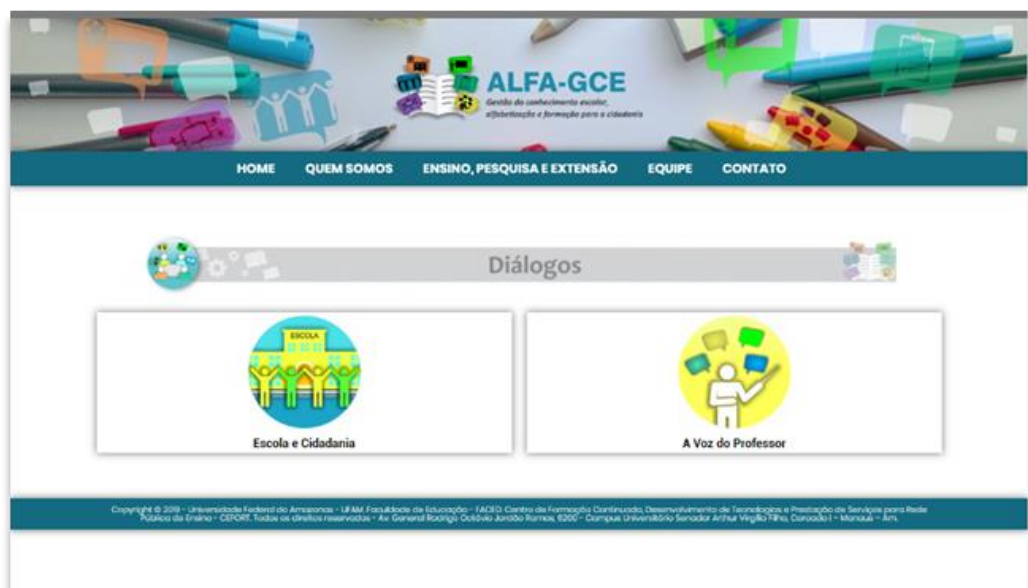 ALFA-GCE
Gestão do conhecimento escolar,
alfabetização e formação para a cidadania
HOME QUEM SOMOS ENSINO, PESQUISA E EXTENSÃO EQUIPE CONTATO
Diálogos
ESCOLA
Escola e Cidadania
A Voz do Professor
Copyright © 2019 - Universidade Federal do Amazonas - UFAM. Faculdade de Educação - FACED. Centro de Formação Continuada, Desenvolvimento de Tecnologias e Prestação de Serviços para Rede
Pública de Ensino - CEFORT. Todos os direitos reservados - Av General Rodrigo Octávio Jordão Ramos, 6200 - Campus Universitário Senador Arthur Virgílio Filho, Coroado I - Manaus - Am.